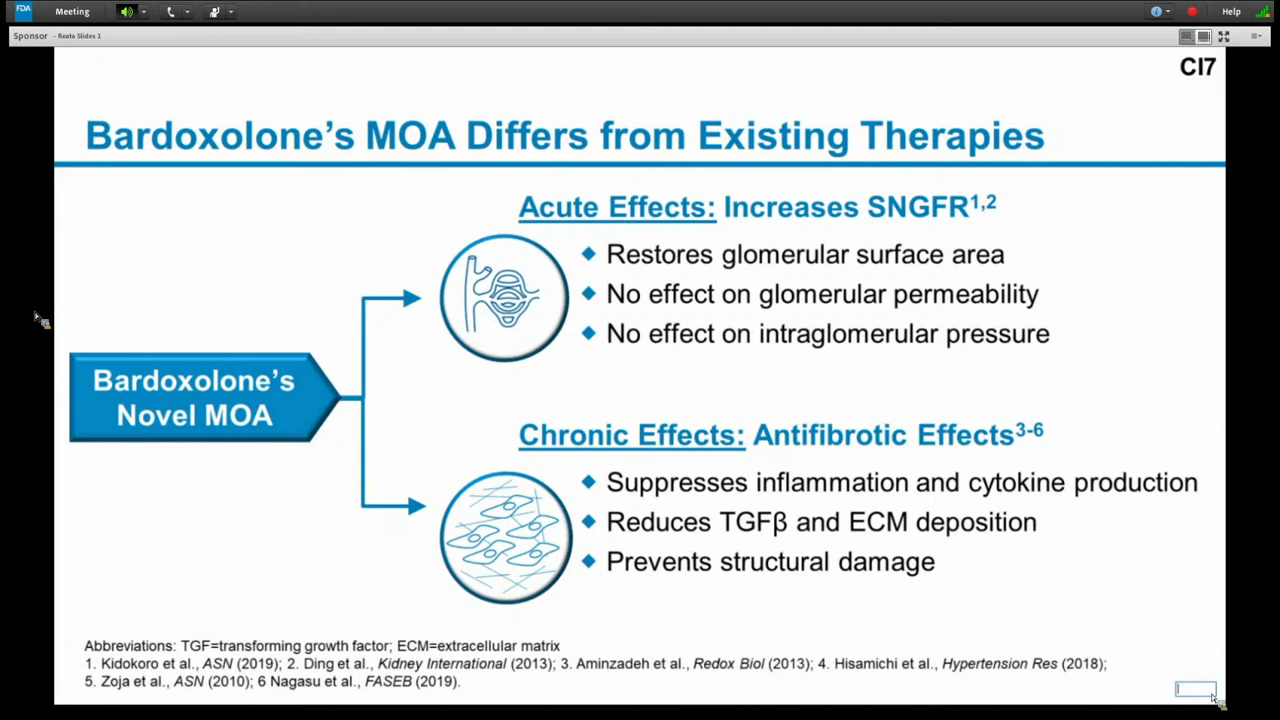 FDA Meeting Help
Sponsor - Reata Slides 1
CI7
Bardoxolone's MOA Differs from Existing Therapies
Acute Effects: Increases SNGFR1,2
Restores glomerular surface area
No effect on glomerular permeability
No effect on intraglomerular pressure
Bardoxolone's
Novel MOA
Chronic Effects: Antifibrotic Effects3-6
Suppresses inflammation and cytokine production
Reduces TGFβ and ECM deposition
Prevents structural damage
Abbreviations: TGF=transforming growth factor; ECM=extracellular matrix
1. Kidokoro et al., ASN (2019); 2. Ding et al., Kidney International (2013); 3. Aminzadeh et al., Redox Biol (2013); 4. Hisamichi et al., Hypertension Res (2018);
5. Zoja et al., ASN (2010); 6 Nagasu et al., FASEB (2019).